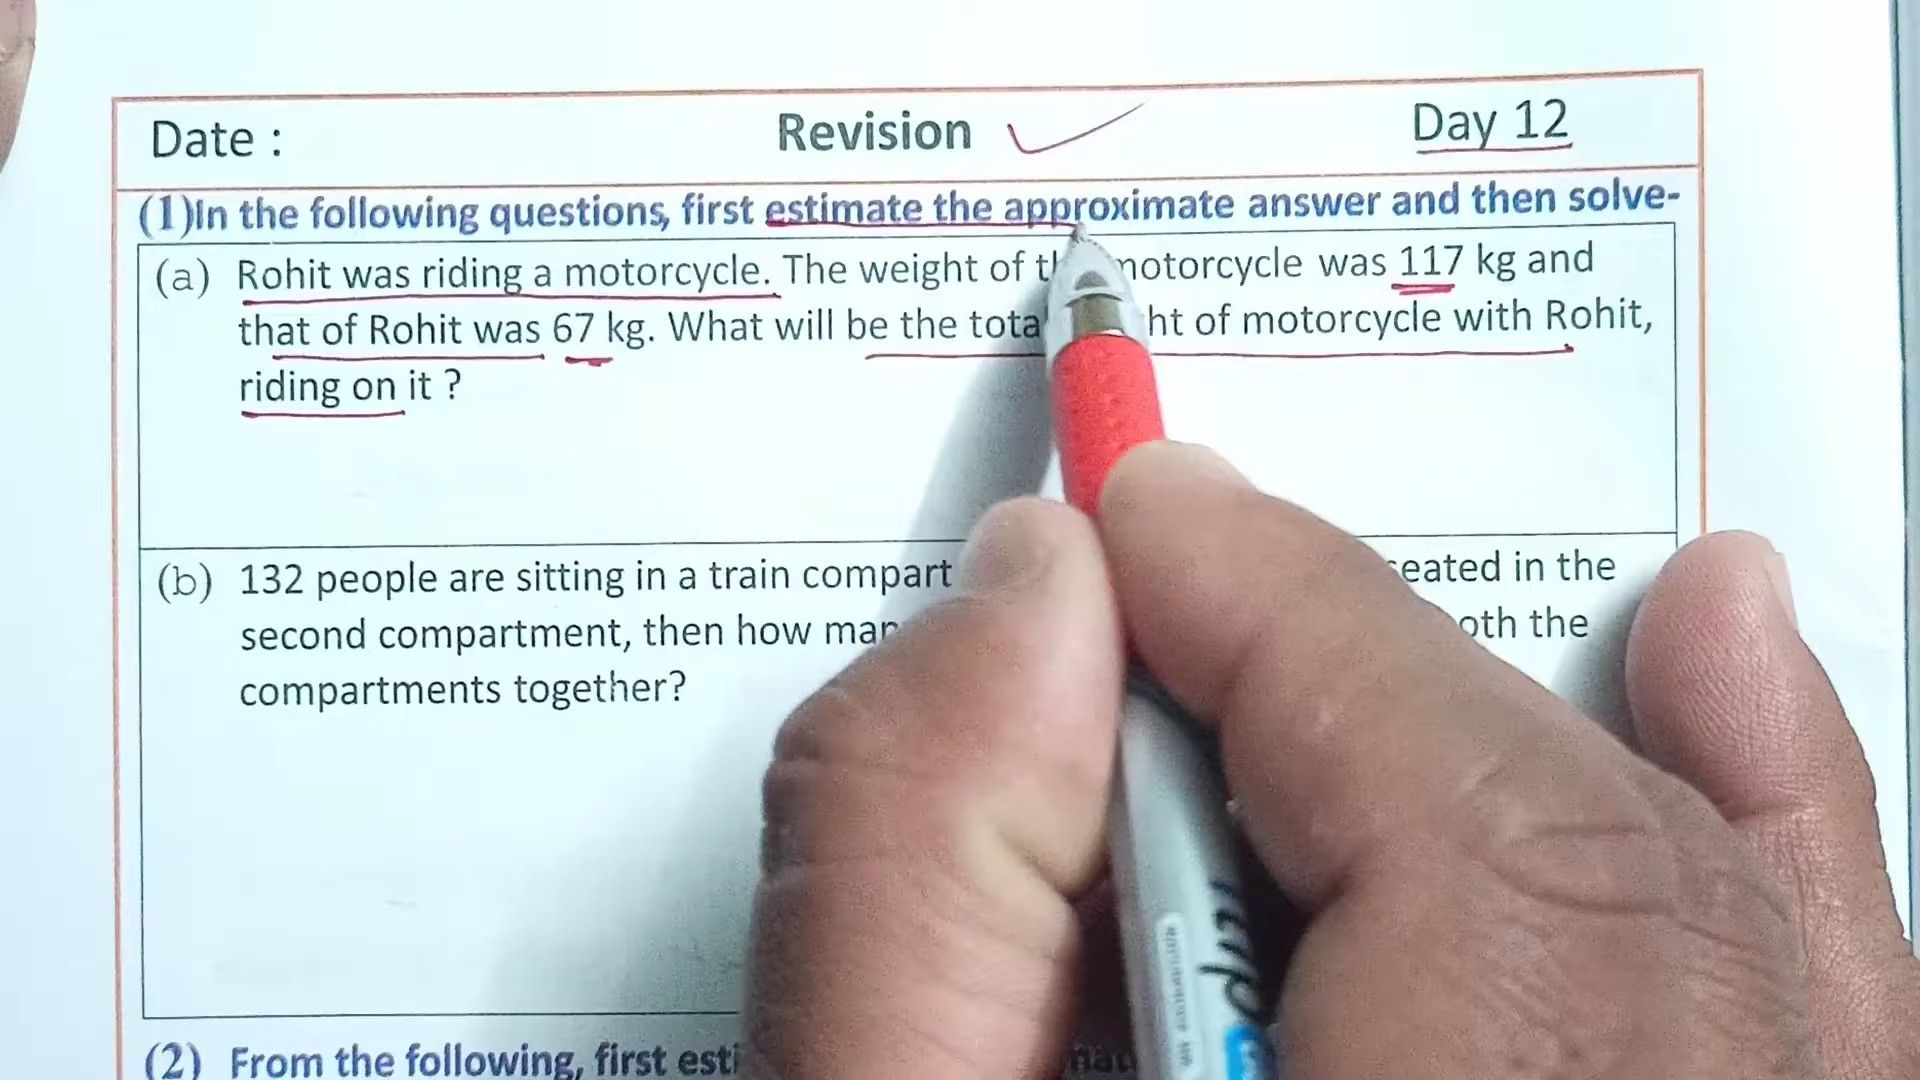 Date :
Revision
Day 12
(1)In the following questions, first estimate the approximate answer and then solve-
(a) Rohit was riding a motorcycle. The weight of motorcycle was 117 kg and
that of Rohit was 67 kg. What will be the of motorcycle with Rohit,
riding on it ?
(b) 132 people are sitting in a train in the
second compartment, then how the
compartments together?
(2) From the following, first